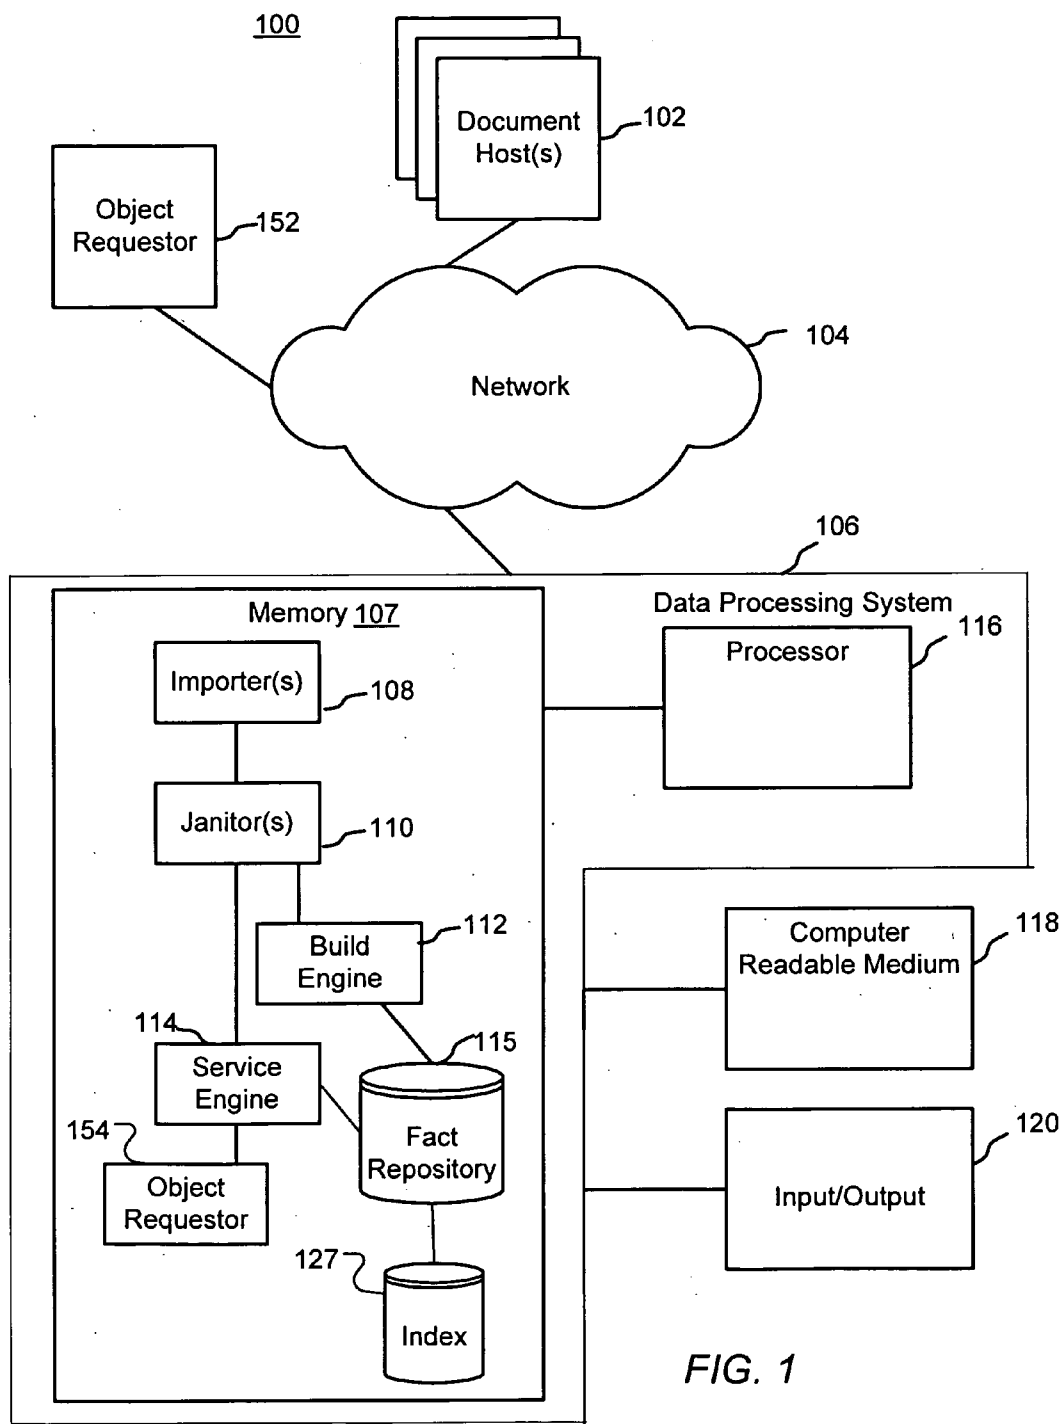 100
Document
Host(s)
102
Object
Requestor
152
104
Network
106
Memory 107
Data Processing System
116
Processor
Importer(s)
108
Janitor(s)
110
112
Build
Engine
118
Computer
Readable Medium
114
115
Service
Engine
154
Fact
Repository
120
Object
Requestor
Input/Output
127
Index
FIG. 1